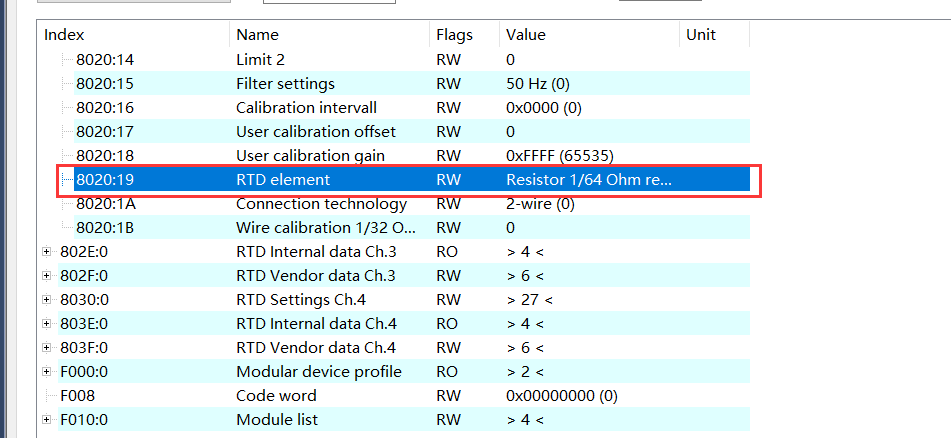 Index Name Flags Value Unit
8020:14 Limit 2 RW 0
8020:15 Filter settings RW 50 Hz (0)
8020:16 Calibration intervall RW 0x0000 (0)
8020:17 User calibration offset RW 0
8020:18 User calibration gain RW 0xFFFF (65535)
8020:19 RTD element RW Resistor 1/64 Ohm re...
8020:1A Connection technology RW 2-wire (0)
8020:1B Wire calibration 1/32 O... RW 0
802E:0 RTD Internal data Ch.3 RO > 4 <
802F:0 RTD Vendor data Ch.3 RW > 6 <
8030:0 RTD Settings Ch.4 RW > 27 <
803E:0 RTD Internal data Ch.4 RO > 4 <
803F:0 RTD Vendor data Ch.4 RW > 6 <
F000:0 Modular device profile RO > 2 <
F008 Code word RW 0x00000000 (0)
F010:0 Module list RW > 4 <